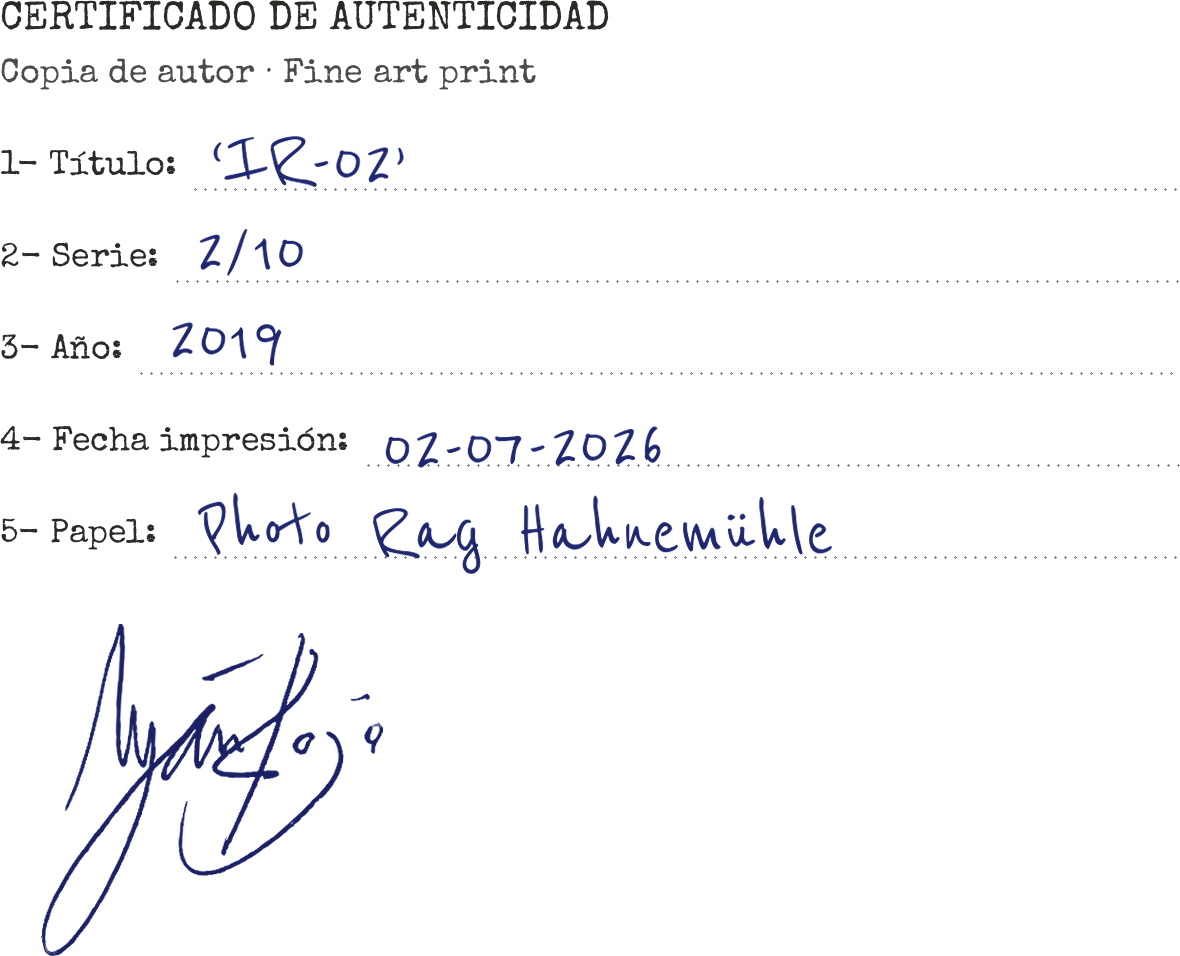 CERTIFICADO DE AUTENTICIDAD
Copia de autor · Fine art print
1- Título: 'IR-02'
2- Serie: 2/10
3- Año: 2019
4- Fecha impresión: 02-07-2026
5- Papel: Photo Rag Hahnemühle